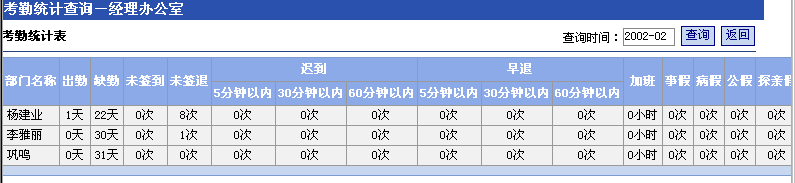 考勤统计查询—经理办公室
考勤统计表 查询时间： 2002-02 查询 返回
部门名称 出勤 缺勤 未签到 未签退 迟到 早退 加班 事假 病假 公假 探亲假
5分钟以内 30分钟以内 60分钟以内 5分钟以内 30分钟以内 60分钟以内
杨建业 1天 22天 0次 8次 0次 0次 0次 0次 0次 0次 0小时 0次 0次 0次 0次
李雅丽 0天 30天 0次 1次 0次 0次 0次 0次 0次 0次 0小时 0次 0次 0次 0次
巩鸣 0天 31天 0次 0次 0次 0次 0次 0次 0次 0次 0小时 0次 0次 0次 0次